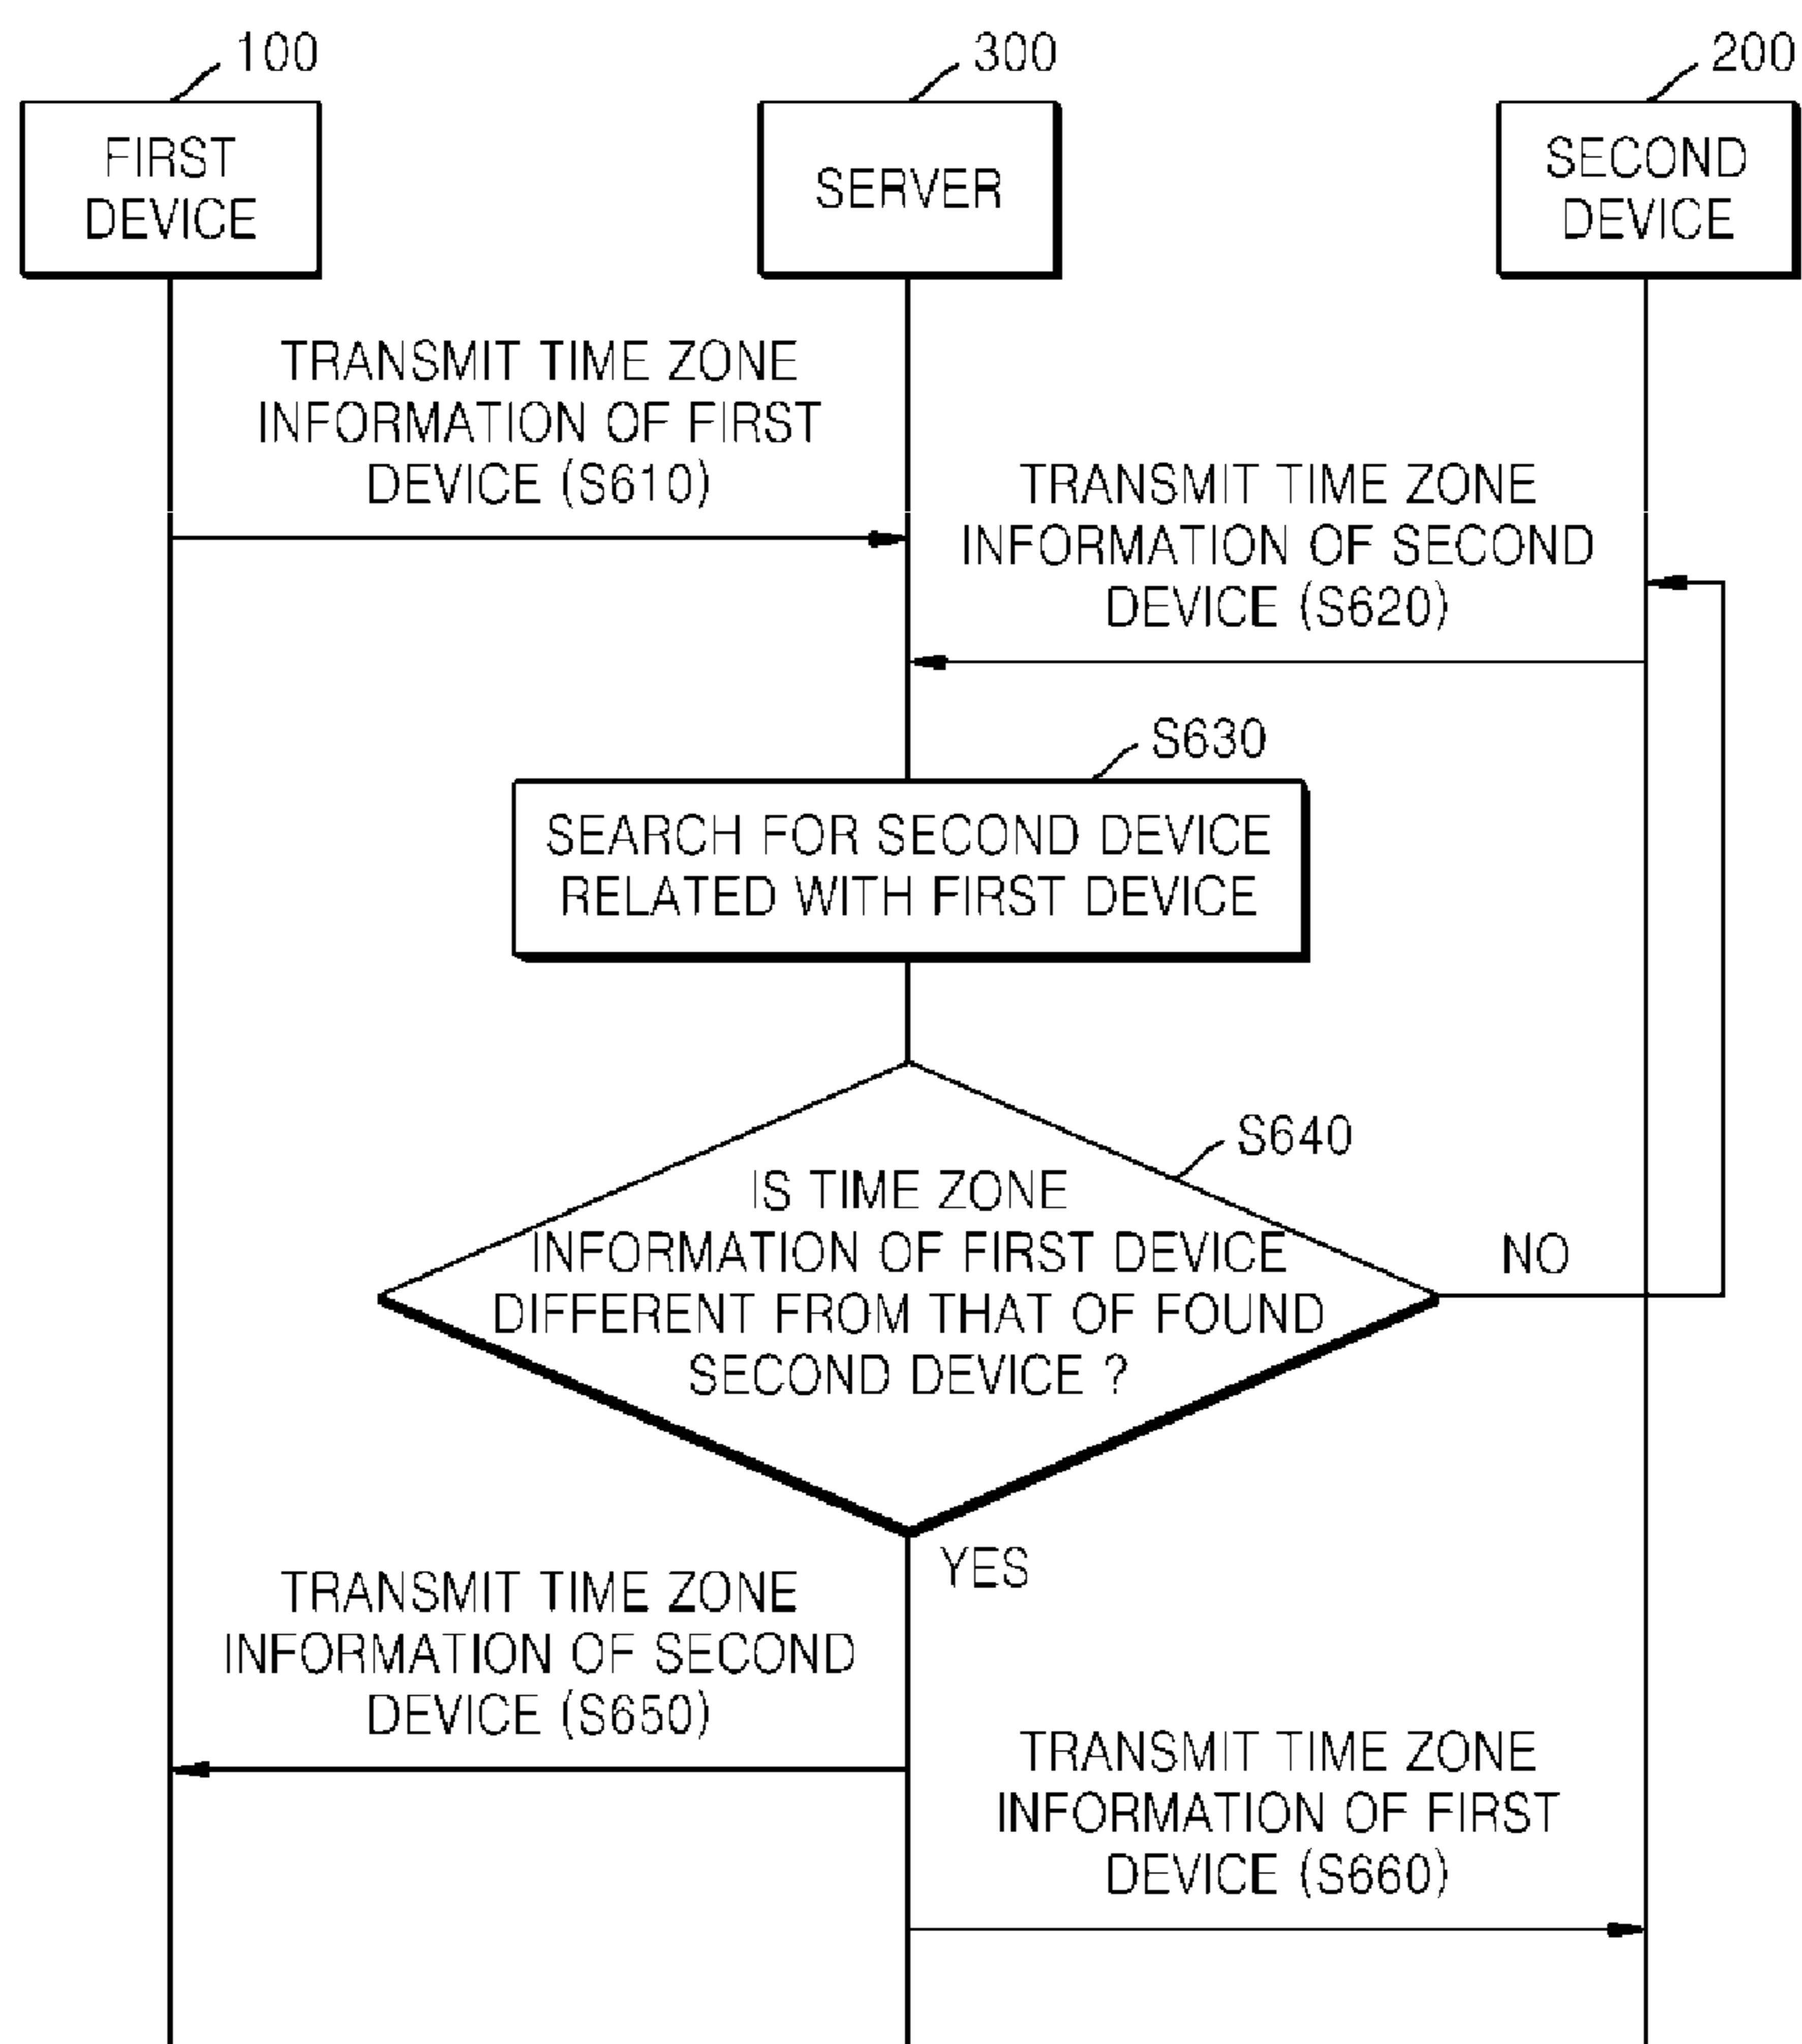 100
300
200
FIRST
DEVICE
SERVER
SECOND
DEVICE
TRANSMIT TIME ZONE
INFORMATION OF FIRST
DEVICE (S610)
TRANSMIT TIME ZONE
INFORMATION OF SECOND
DEVICE (S620)
S630
SEARCH FOR SECOND DEVICE
RELATED WITH FIRST DEVICE
S640
IS TIME ZONE
INFORMATION OF FIRST DEVICE
DIFFERENT FROM THAT OF FOUND
SECOND DEVICE ?
NO
YES
TRANSMIT TIME ZONE
INFORMATION OF SECOND
DEVICE (S650)
TRANSMIT TIME ZONE
INFORMATION OF FIRST
DEVICE (S660)